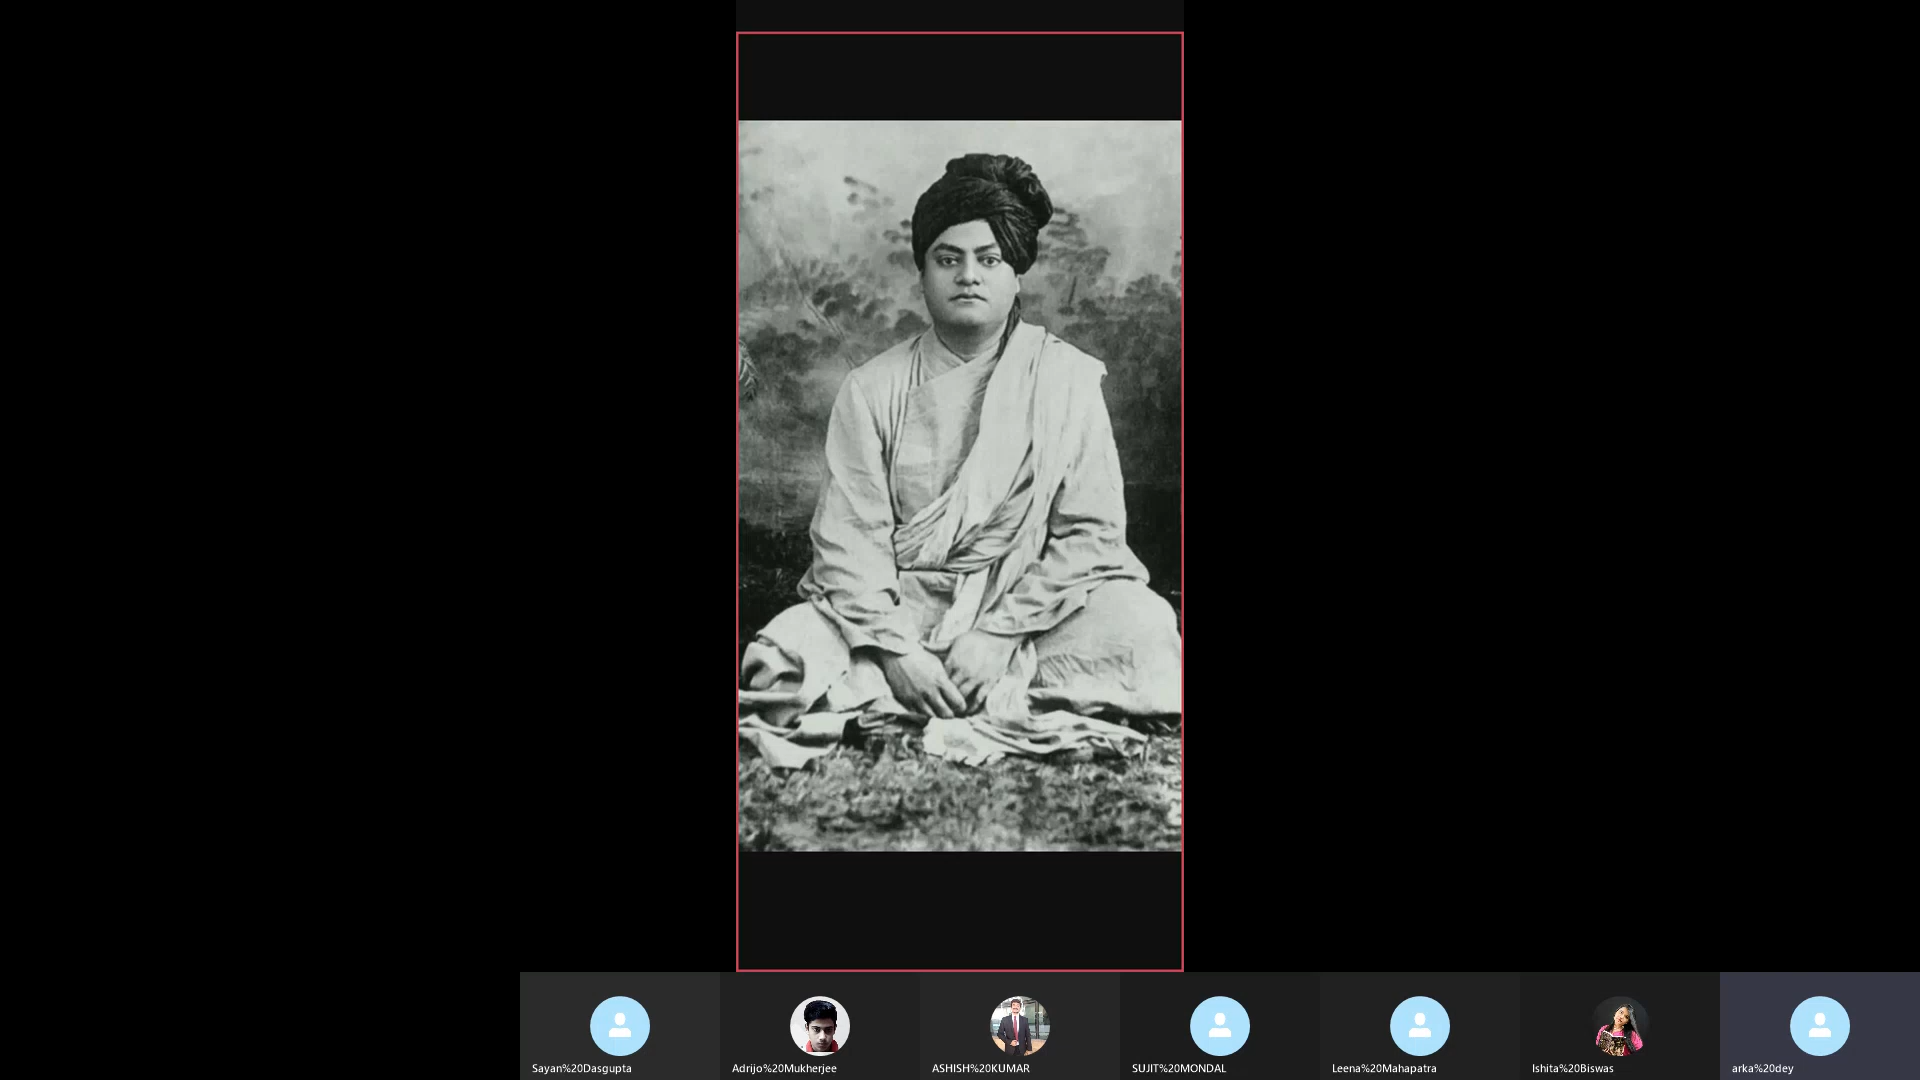 Sayan%20Dasgupta
Adrijo%20Mukherjee
ASHISH%20KUMAR
SUJIT%20MONDAL
Leena%20Mahapatra
Ishita%20Biswas
arka%20dey